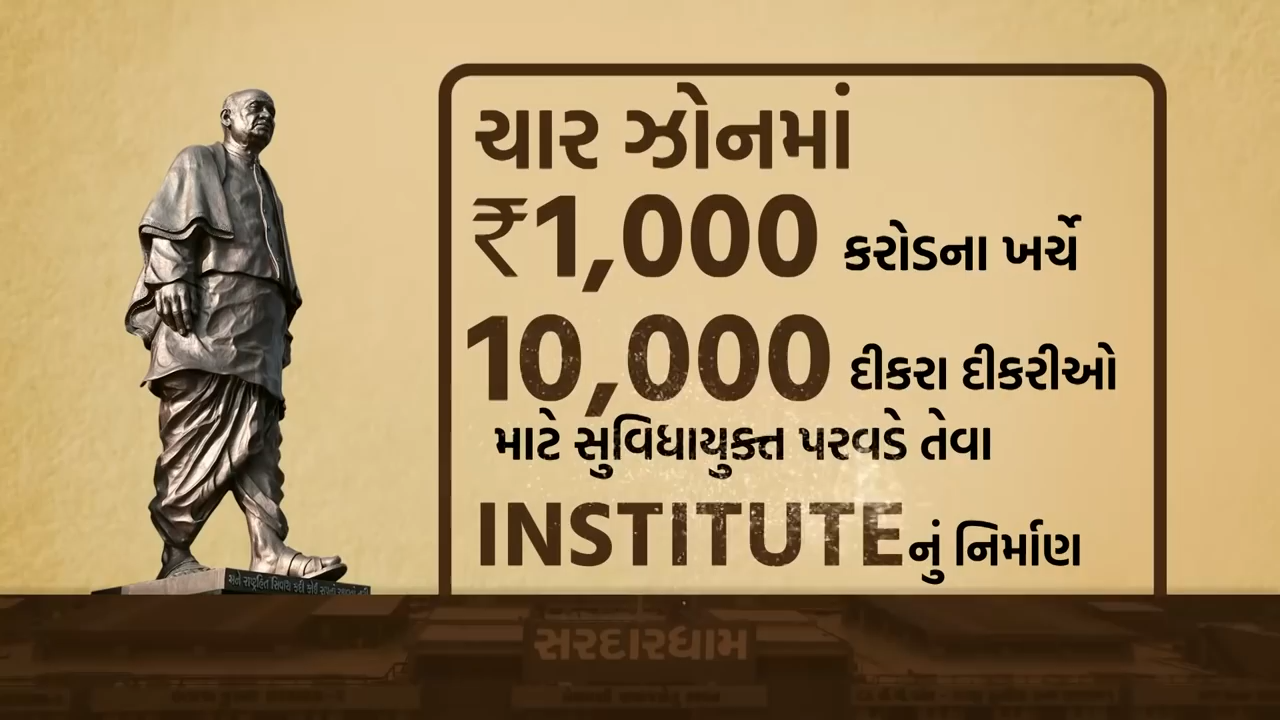 ચાર ઝોનમાં
₹1,000 કરોડના ખર્ચે
10,000 દીકરા દીકરીઓ
માટે સુવિધાયુક્ત પરવડે તેવા
INSTITUTEનું નિર્માણ
સરદારધામ